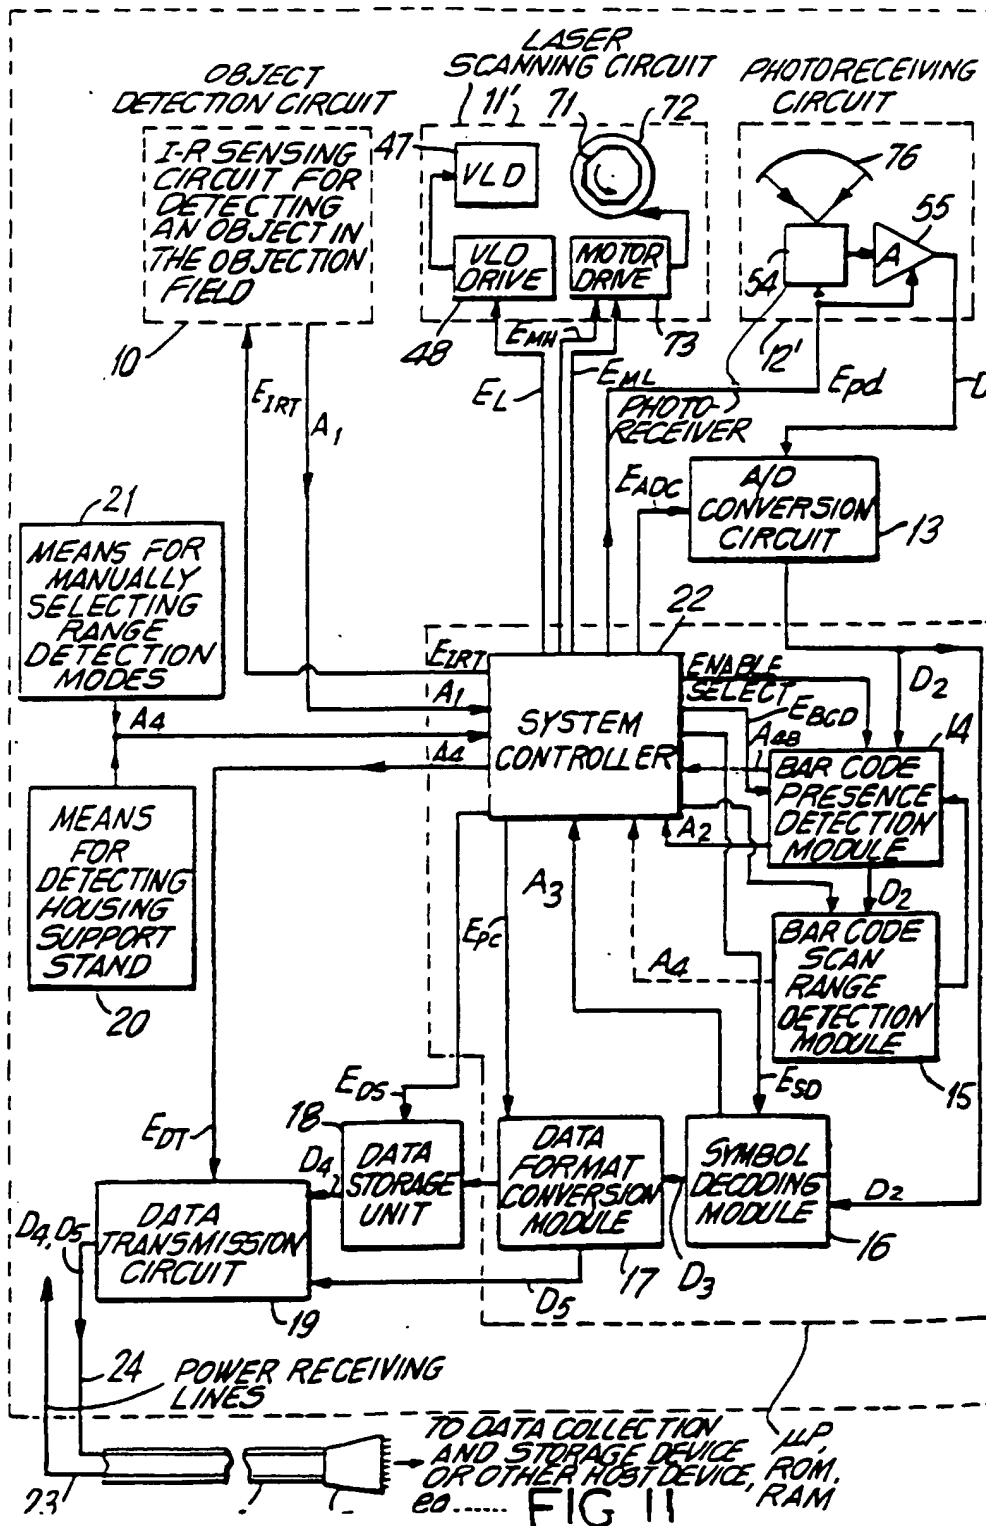 OBJECT
DETECTION CIRCUIT
LASER
SCANNING CIRCUIT
PHOTORECEIVING
CIRCUIT
11'
71
72
47
76
55
I-R SENSING
CIRCUIT FOR
DETECTING
AN OBJECT IN
THE OBJECTION
FIELD
VLD
VLD
DRIVE
MOTOR
DRIVE
A
54
10
48
EMH
73
12'
EIRT
A1
EL
EML
PHOTO-
RECEIVER
Epd
D
21
EADC
A/D
CONVERSION
CIRCUIT
13
MEANS FOR
MANUALLY
SELECTING
RANGE
DETECTION
MODES
22
EIRT
A1
A4
A4
SYSTEM
CONTROLLER
ENABLE
SELECT
EBCD
A4B
D2
14
BAR CODE
PRESENCE
DETECTION
MODULE
A2
D2
MEANS
FOR
DETECTING
HOUSING
SUPPORT
STAND
20
EPC
A3
A4
BAR CODE
SCAN
RANGE
DETECTION
MODULE
15
EDS
ESD
EDT
18
D4
DATA
STORAGE
UNIT
DATA
FORMAT
CONVERSION
MODULE
SYMBOL
DECODING
MODULE
D2
16
D4, D5
DATA
TRANSMISSION
CIRCUIT
19
D5
17
D3
24
POWER RECEIVING
LINES
23
TO DATA COLLECTION
AND STORAGE DEVICE
OR OTHER HOST DEVICE,
eg ......
µP,
ROM,
RAM
FIG 11